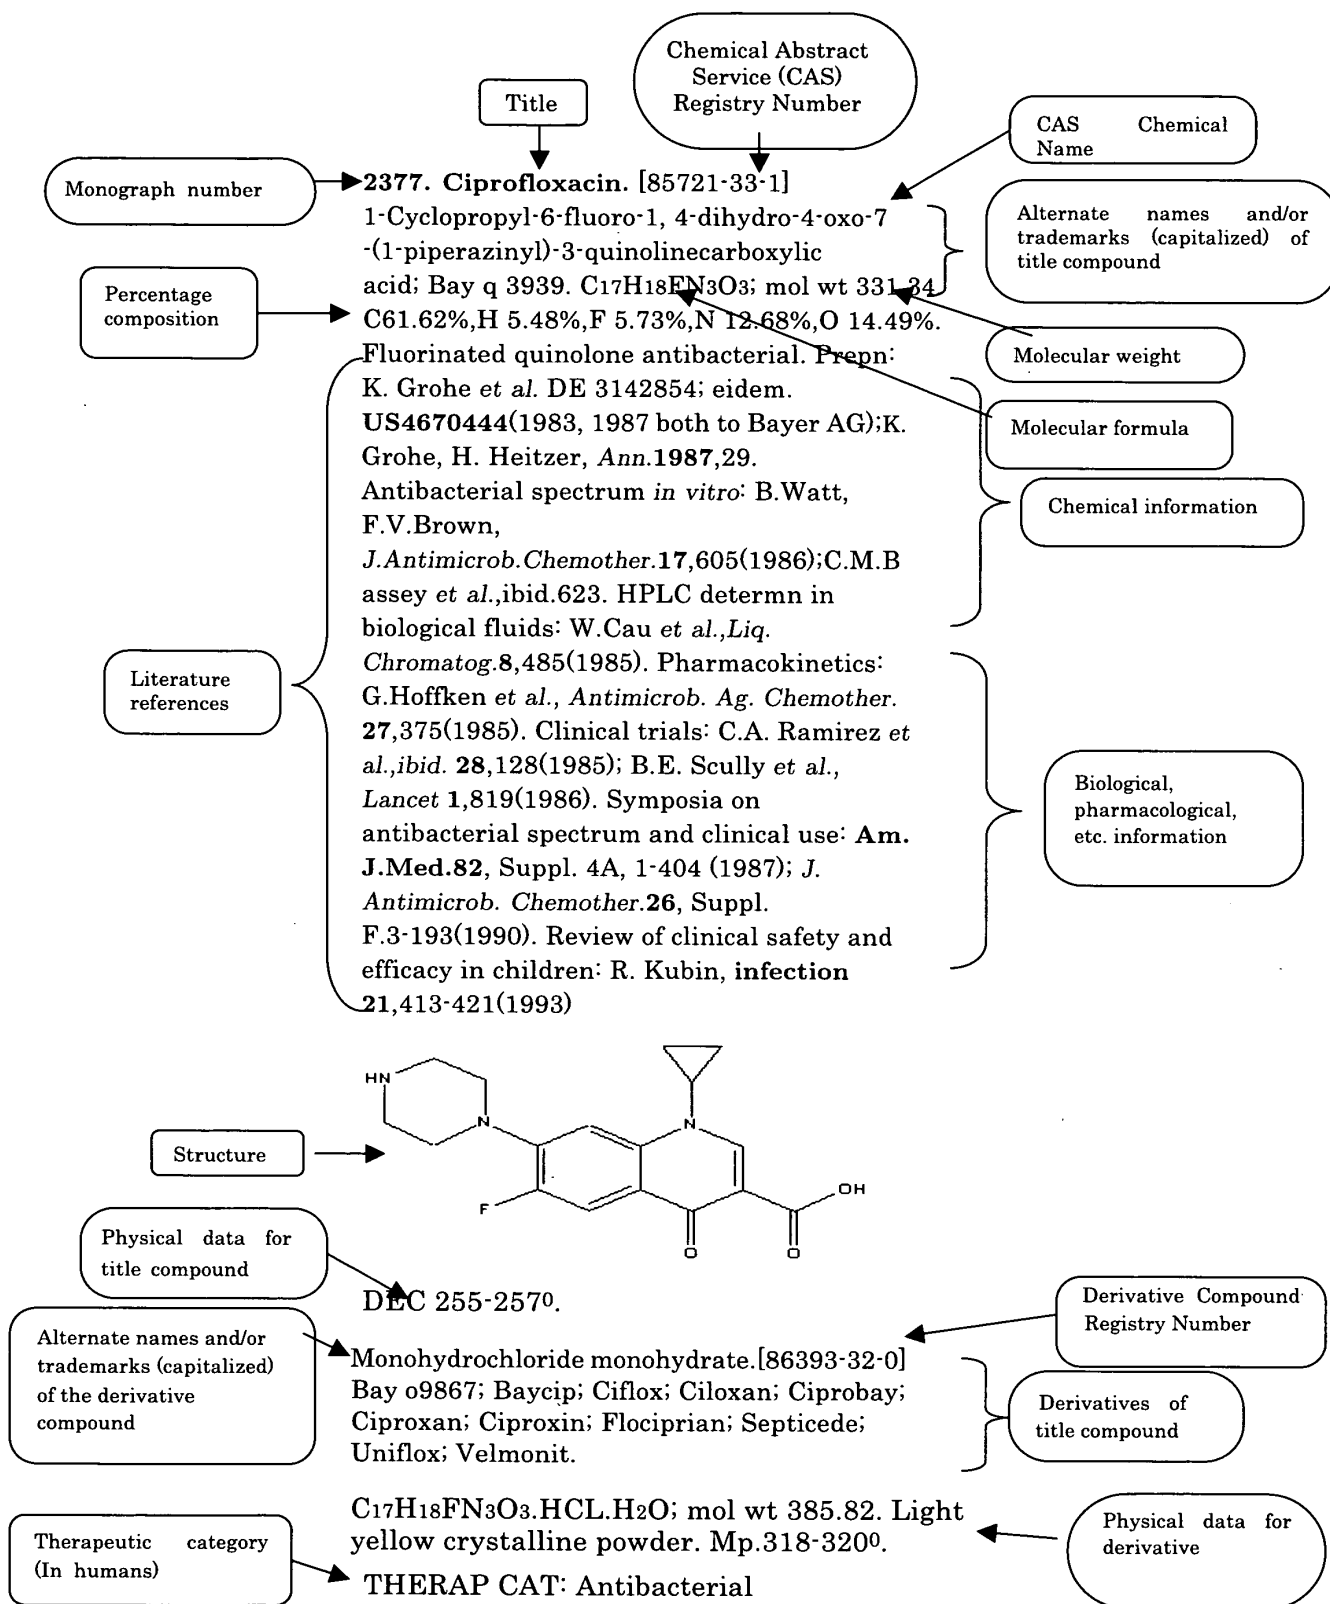 Chemical Abstract
Service (CAS)
Registry Number
Title
CAS Chemical
Name
Monograph number
2377. Ciprofloxacin. [85721-33-1]
1-Cyclopropyl-6-fluoro-1, 4-dihydro-4-oxo-7
-(1-piperazinyl)-3-quinolinecarboxylic
acid; Bay q 3939. C17H18FN3O3; mol wt 331.34
C61.62%,H 5.48%,F 5.73%,N 12.68%,O 14.49%.
Alternate names and/or
trademarks (capitalized) of
title compound
Percentage
composition
Molecular weight
Fluorinated quinolone antibacterial. Prepn:
K. Grohe et al. DE 3142854; eidem.
US4670444(1983, 1987 both to Bayer AG);K.
Grohe, H. Heitzer, Ann.1987,29.
Antibacterial spectrum in vitro: B.Watt,
F.V.Brown,
J.Antimicrob.Chemother.17,605(1986);C.M.B
assey et al.,ibid.623. HPLC determn in
biological fluids: W.Cau et al.,Liq.
Chromatog.8,485(1985). Pharmacokinetics:
G.Hoffken et al., Antimicrob. Ag. Chemother.
27,375(1985). Clinical trials: C.A. Ramirez et
al.,ibid. 28,128(1985); B.E. Scully et al.,
Lancet 1,819(1986). Symposia on
antibacterial spectrum and clinical use: Am.
J.Med.82, Suppl. 4A, 1-404 (1987); J.
Antimicrob. Chemother.26, Suppl.
F.3-193(1990). Review of clinical safety and
efficacy in children: R. Kubin, infection
21,413-421(1993)
Molecular formula
Chemical information
Literature
references
Biological,
pharmacological,
etc. information
HN
N
N
F
O
O
OH
Structure
Physical data for
title compound
DEC 255-257⁰.
Derivative Compound
Registry Number
Alternate names and/or
trademarks (capitalized)
of the derivative
compound
Monohydrochloride monohydrate.[86393-32-0]
Bay o9867; Baycip; Ciflox; Ciloxan; Ciprobay;
Ciproxan; Ciproxin; Flociprian; Septicede;
Uniflox; Velmonit.
Derivatives of
title compound
C17H18FN3O3.HCL.H2O; mol wt 385.82. Light
yellow crystalline powder. Mp.318-320⁰.
Physical data for
derivative
Therapeutic category
(In humans)
THERAP CAT: Antibacterial